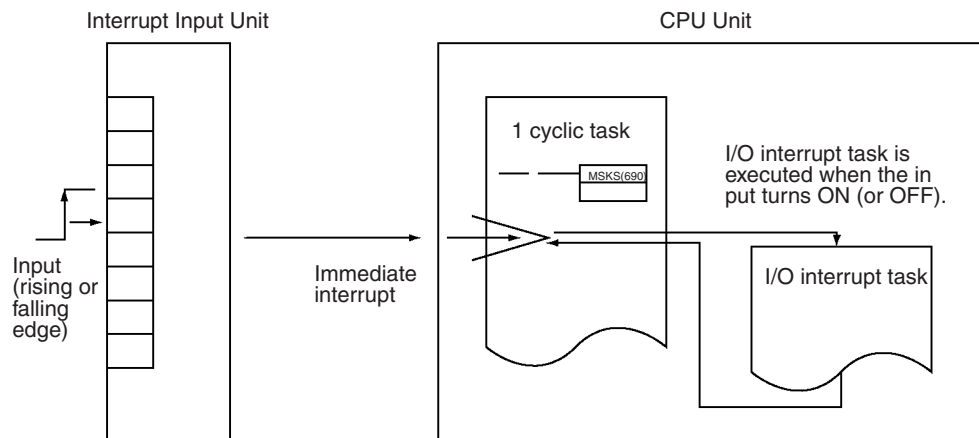 Interrupt Input Unit
CPU Unit
1 cyclic task
MSKS(690)
I/O interrupt task is
executed when the in
put turns ON (or OFF).
Input
(rising or
falling
edge)
Immediate
interrupt
I/O interrupt task